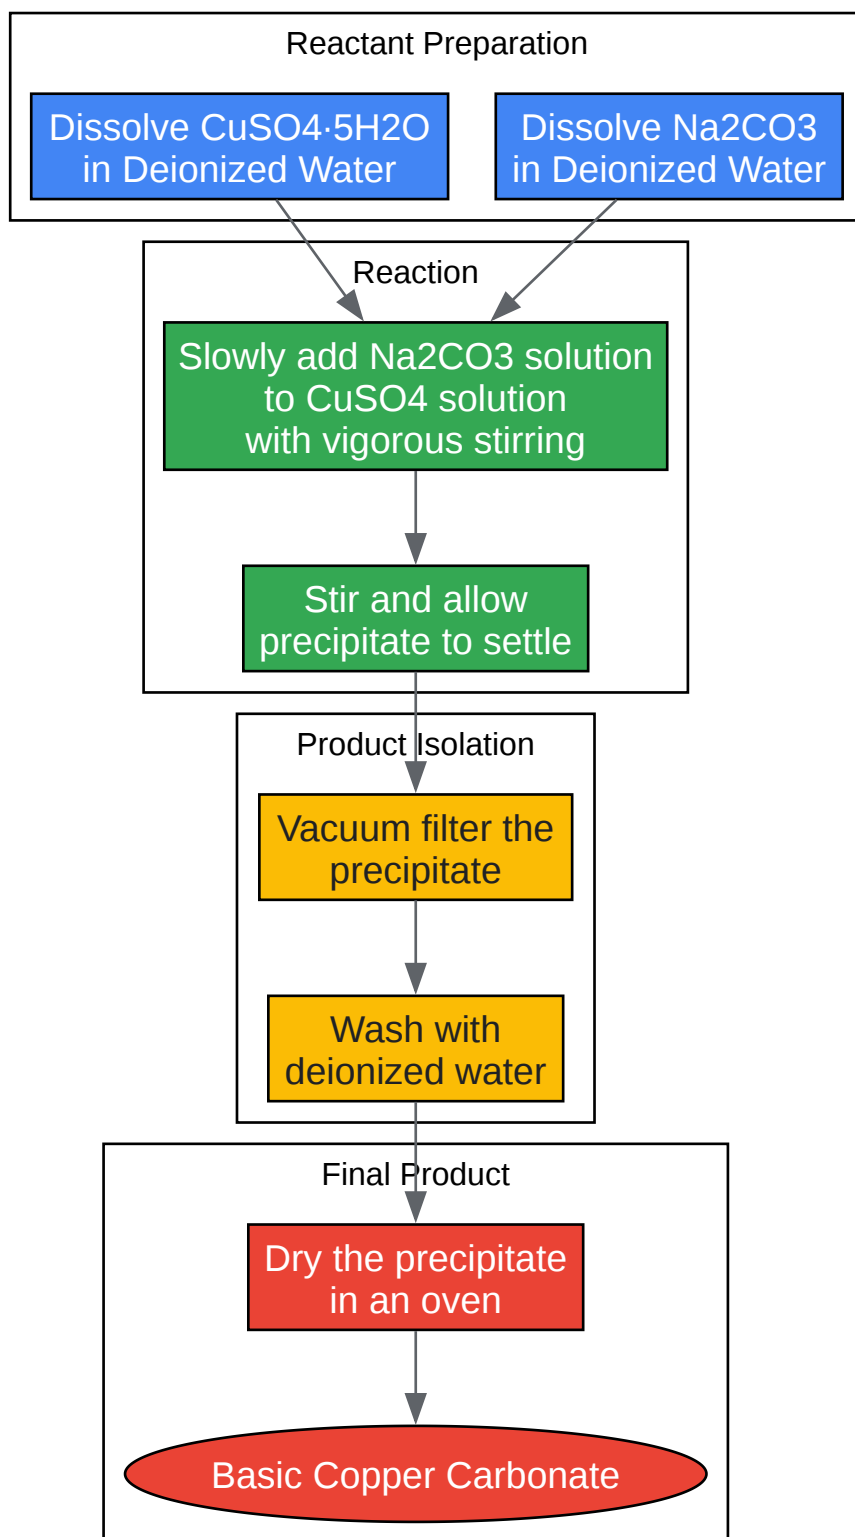 Reactant Preparation
Dissolve CuSO4·5H2O
in Deionized Water
Dissolve Na2CO3
in Deionized Water
Reaction
Slowly add Na2CO3 solution
to CuSO4 solution
with vigorous stirring
Stir and allow
precipitate to settle
Product Isolation
Vacuum filter the
precipitate
Wash with
deionized water
Final Product
Dry the precipitate
in an oven
Basic Copper Carbonate